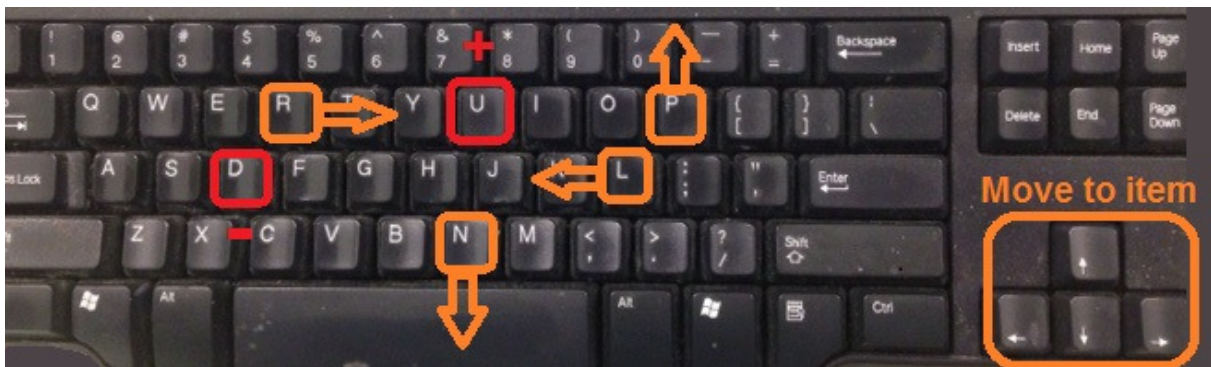 ! @ # $ % ^ & + * ( ) — + Backspace Insert Home Page Up
1 2 3 4 5 6 7 8 9 0 - = 
Q W E R T Y U I O P { } Delete End Page Down
[ ] \
A S D F G H J K L : " Enter
; '
Move to item
Z X - C V B N M < > ? Shift
, . /
Alt Alt Ctrl